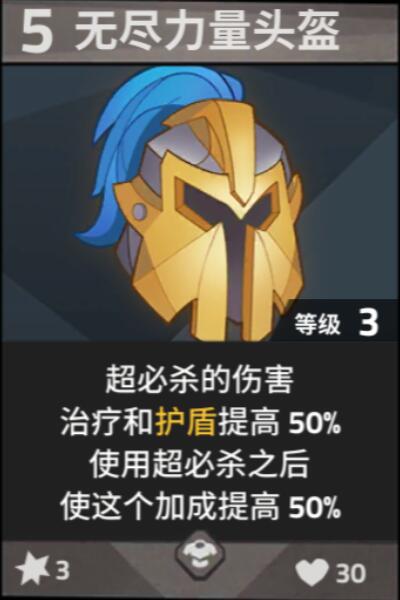 5 无尽力量头盔
等级 3
超必杀的伤害
治疗和护盾提高 50%
使用超必杀之后
使这个加成提高 50%
3
30